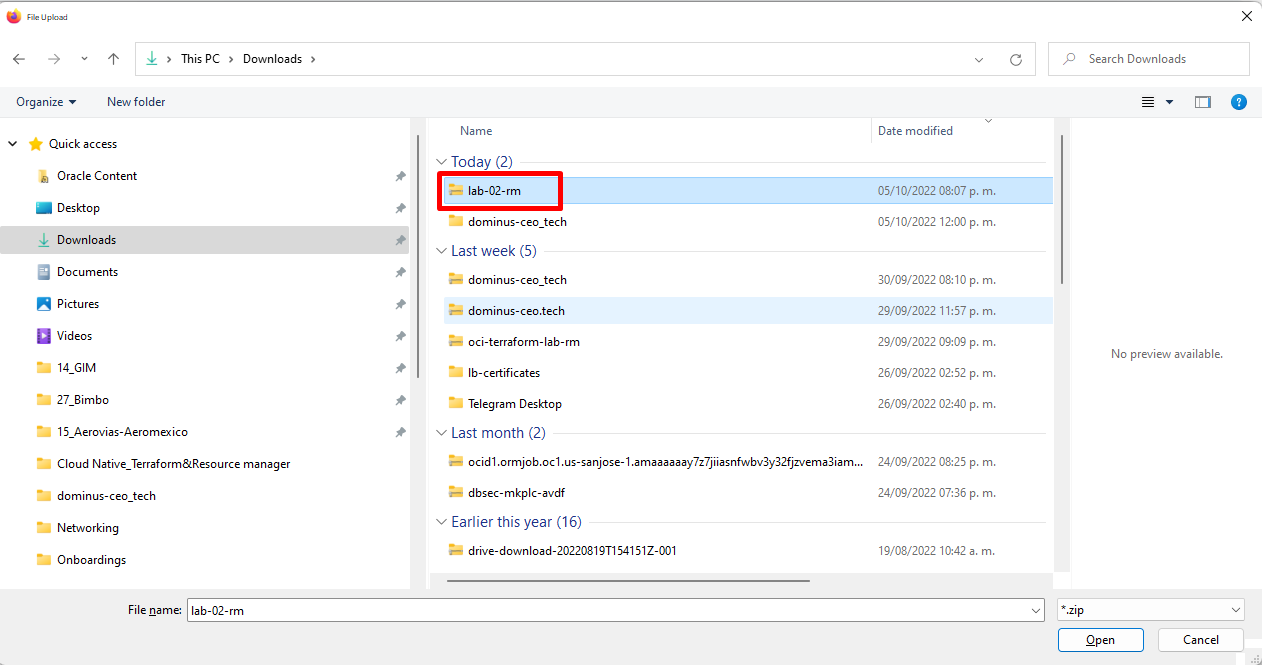 File Upload
This PC > Downloads >
Search Downloads
Organize
New folder
?
Quick access
Oracle Content
Desktop
Downloads
Documents
Pictures
Videos
14_GIM
27_Bimbo
15_Aerovias-Aeromexico
Cloud Native_Terraform&Resource manager
dominus-ceo_tech
Networking
Onboardings
Name Date modified
Today (2)
lab-02-rm 05/10/2022 08:07 p. m.
dominus-ceo_tech 05/10/2022 12:00 p. m.
Last week (5)
dominus-ceo_tech 30/09/2022 08:10 p. m.
dominus-ceo.tech 29/09/2022 11:57 p. m.
oci-terraform-lab-rm 29/09/2022 09:09 p. m.
lb-certificates 26/09/2022 02:52 p. m.
Telegram Desktop 26/09/2022 02:40 p. m.
Last month (2)
ocid1.ormjob.oc1.us-sanjose-1.amaaaaaay7z7jiiasnfwbv3y32fjzvema3iam... 24/09/2022 08:25 p. m.
dbsec-mkplc-avdf 24/09/2022 07:36 p. m.
Earlier this year (16)
drive-download-20220819T154151Z-001 19/08/2022 10:42 a. m.
No preview available.
File name: lab-02-rm
*.zip
Open
Cancel